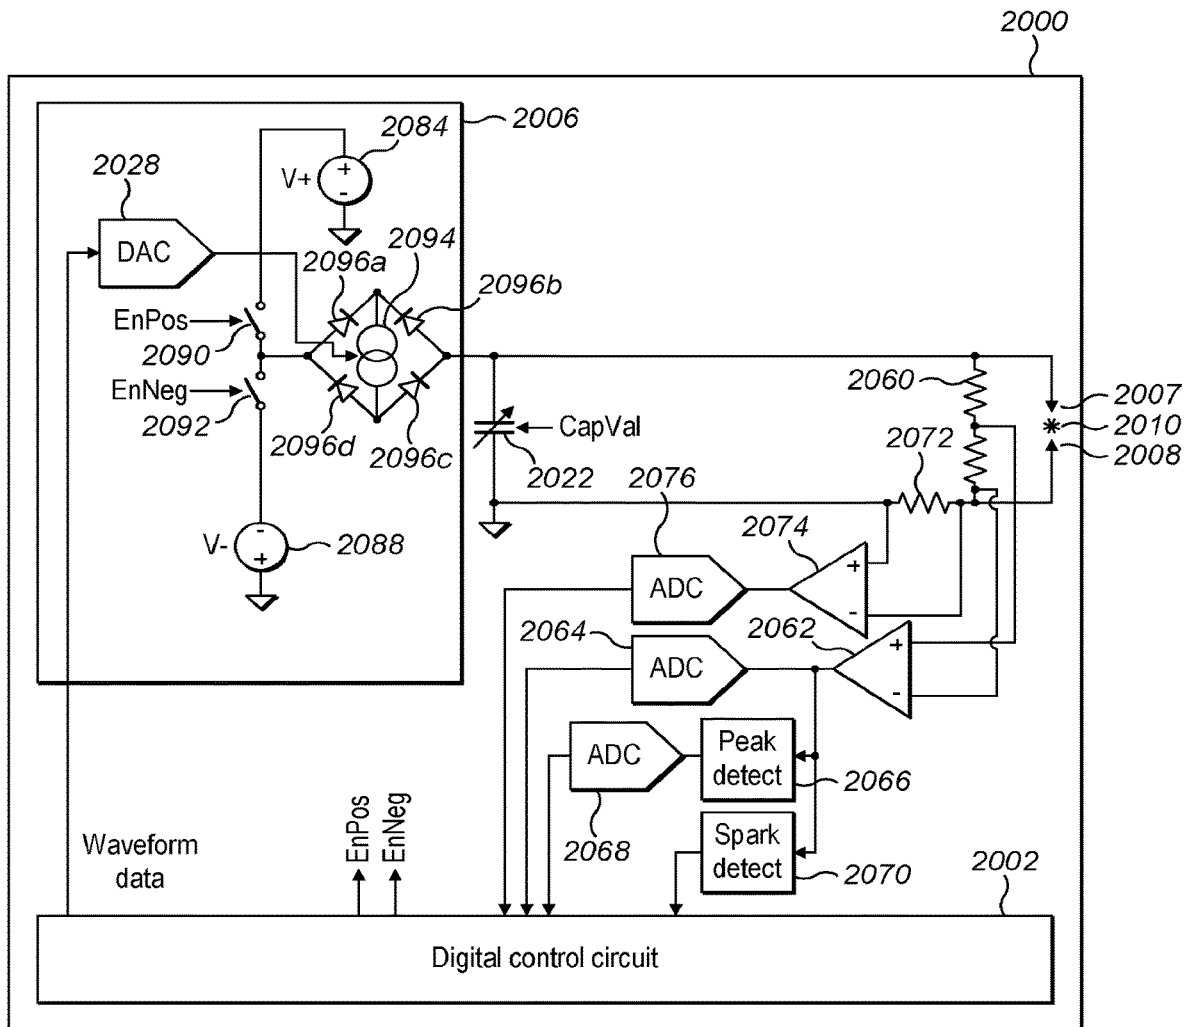 2000
2006
2084
2028
V+
+
-
2094
DAC
2096a
2096b
EnPos
2090
2060
2007
EnNeg
2010
2092
CapVal
2072
2008
2096d
2096c
2022
2076
2074
V-
-
+
2088
ADC
+
-
2064
2062
ADC
+
-
ADC
Peak
detect
2066
EnPos
EnNeg
2068
Spark
detect
2070
Waveform
data
2002
Digital control circuit